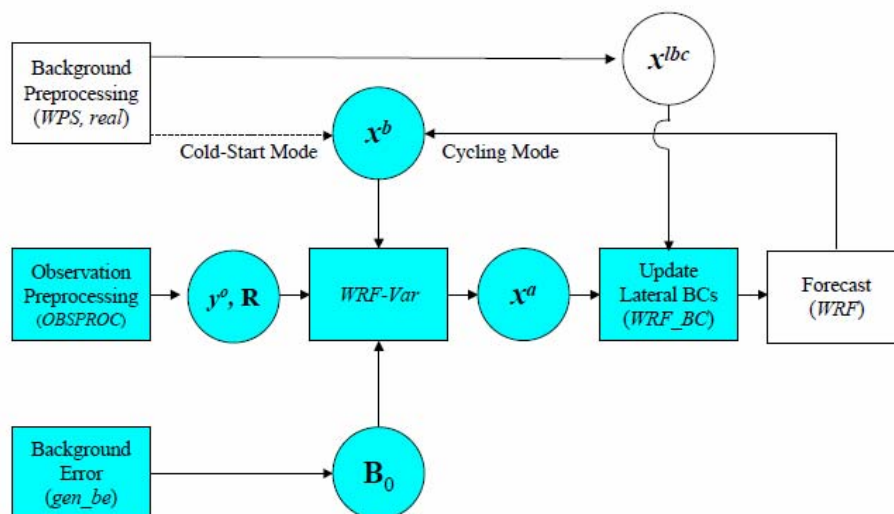 Background
Preprocessing
(WPS, real)
x^lbc
x^b
Cold-Start Mode
Cycling Mode
Observation
Preprocessing
(OBSPROC)
y^o, R
WRF-Var
x^a
Update
Lateral BCs
(WRF_BC)
Forecast
(WRF)
Background
Error
(gen_be)
B_0